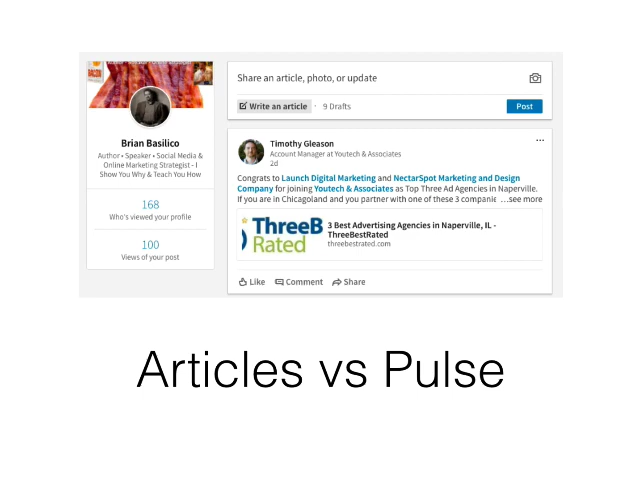 Brian Basilico
Author • Speaker • Social Media &
Online Marketing Strategist - I
Show You Why & Teach You How
168
Who's viewed your profile
100
Views of your post
Share an article, photo, or update
Write an article · 9 Drafts
Post
Timothy Gleason
Account Manager at Youtech & Associates
2d
Congrats to Launch Digital Marketing and NectarSpot Marketing and Design
Company for joining Youtech & Associates as Top Three Ad Agencies in Naperville.
If you are in Chicagoland and you partner with one of these 3 companie …see more
ThreeB
Rated
3 Best Advertising Agencies in Naperville, IL -
ThreeBestRated
threebestrated.com
Like Comment Share
Articles vs Pulse